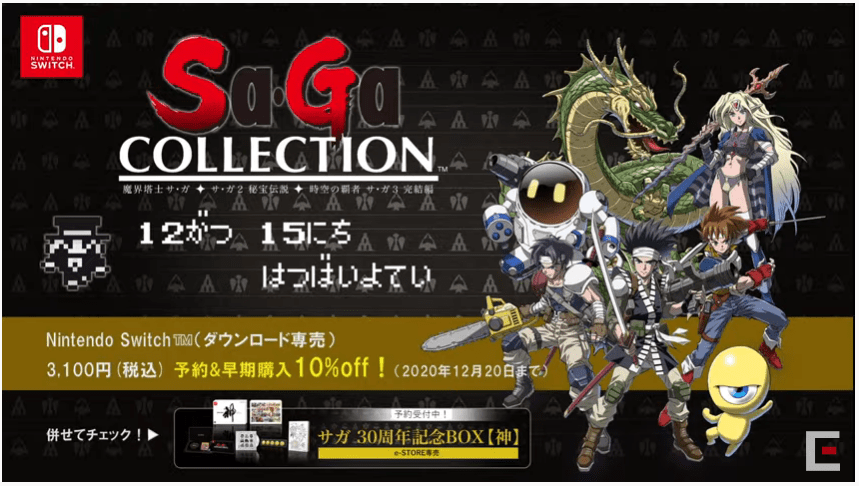 NINTENDO
SWITCH
Sa・Ga
COLLECTION™
魔界塔士 サ・ガ ✦ サ・ガ2 秘宝伝説 ✦ 時空の覇者 サ・ガ3 完結編
12がつ 15にち
はつばいよてい
Nintendo Switch™(ダウンロード専売)
3,100円(税込) 予約&早期購入10%off!(2020年12月20日まで)
併せてチェック!▶
神
予約受付中!
サガ 30周年記念BOX【神】
e-STORE専売